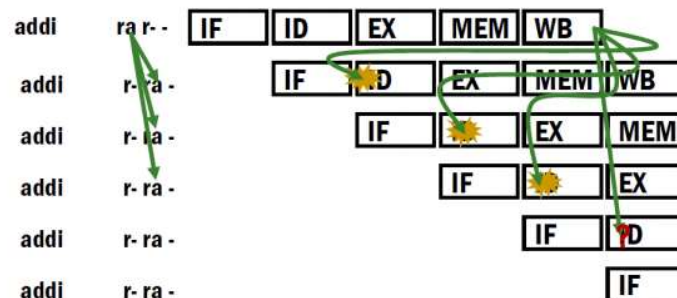 addi ra r- - IF ID EX MEM WB
addi r- ra - IF ID EX MEM WB
addi r- ra - IF EX MEM
addi r- ra - IF EX
addi r- ra - IF ?D
addi r- ra - IF